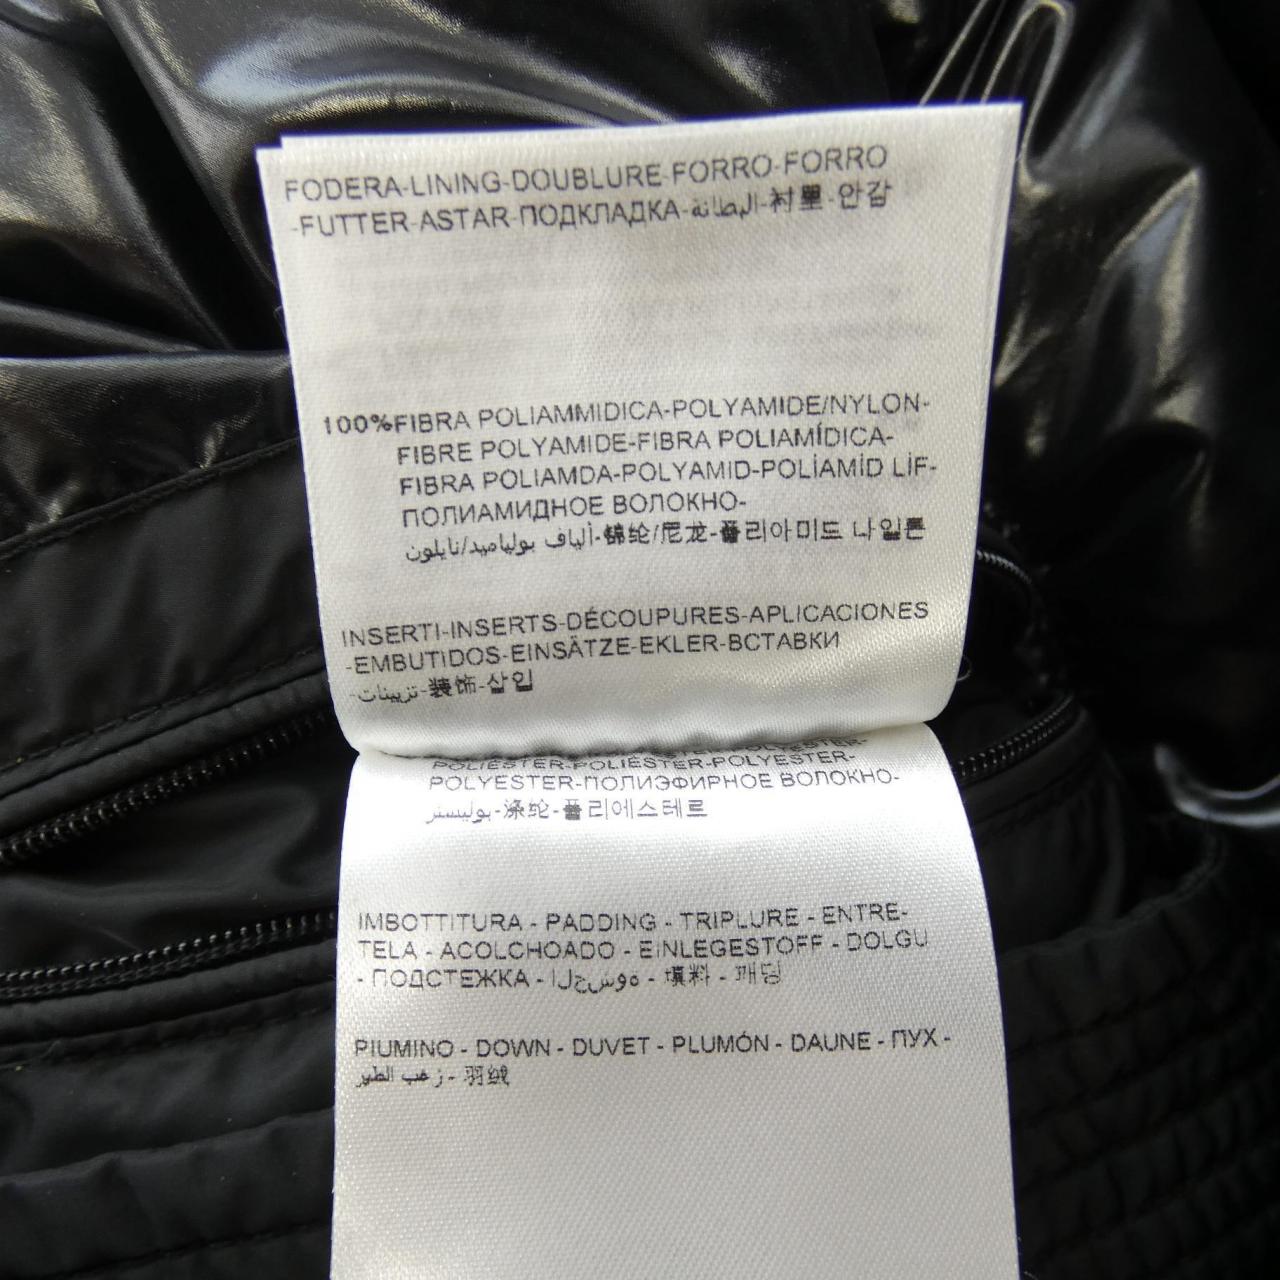 FODERA-LINING-DOUBLURE-FORRO-FORRO
-FUTTER-ASTAR-ПОДКЛАДКА-البطانة-衬里-안감
100%FIBRA POLIAMMIDICA-POLYAMIDE/NYLON-
FIBRE POLYAMIDE-FIBRA POLIAMÍDICA-
FIBRA POLIAMDA-POLYAMID-POLİAMİD LİF-
ПОЛИАМИДНОЕ ВОЛОКНО-
ألياف بولياميد/نايلون-锦纶/尼龙-폴리아미드 나일론
INSERTI-INSERTS-DÉCOUPURES-APLICACIONES
-EMBUTIDOS-EINSÄTZE-EKLER-ВСТАВКИ
-تزيينات-装饰-삽입
POLIESTER-POLIÉSTER-POLYESTER-
POLYESTER-ПОЛИЭФИРНОЕ ВОЛОКНО-
بوليستر-涤纶-폴리에스테르
IMBOTTITURA - PADDING - TRIPLURE - ENTRE-
TELA - ACOLCHOADO - EINLEGESTOFF - DOLGU
- ПОДСТЕЖКА - الحشوه - 填料 - 패딩
PIUMINO - DOWN - DUVET - PLUMÓN - DAUNE - ПУХ -
زغب الطير - 羽绒